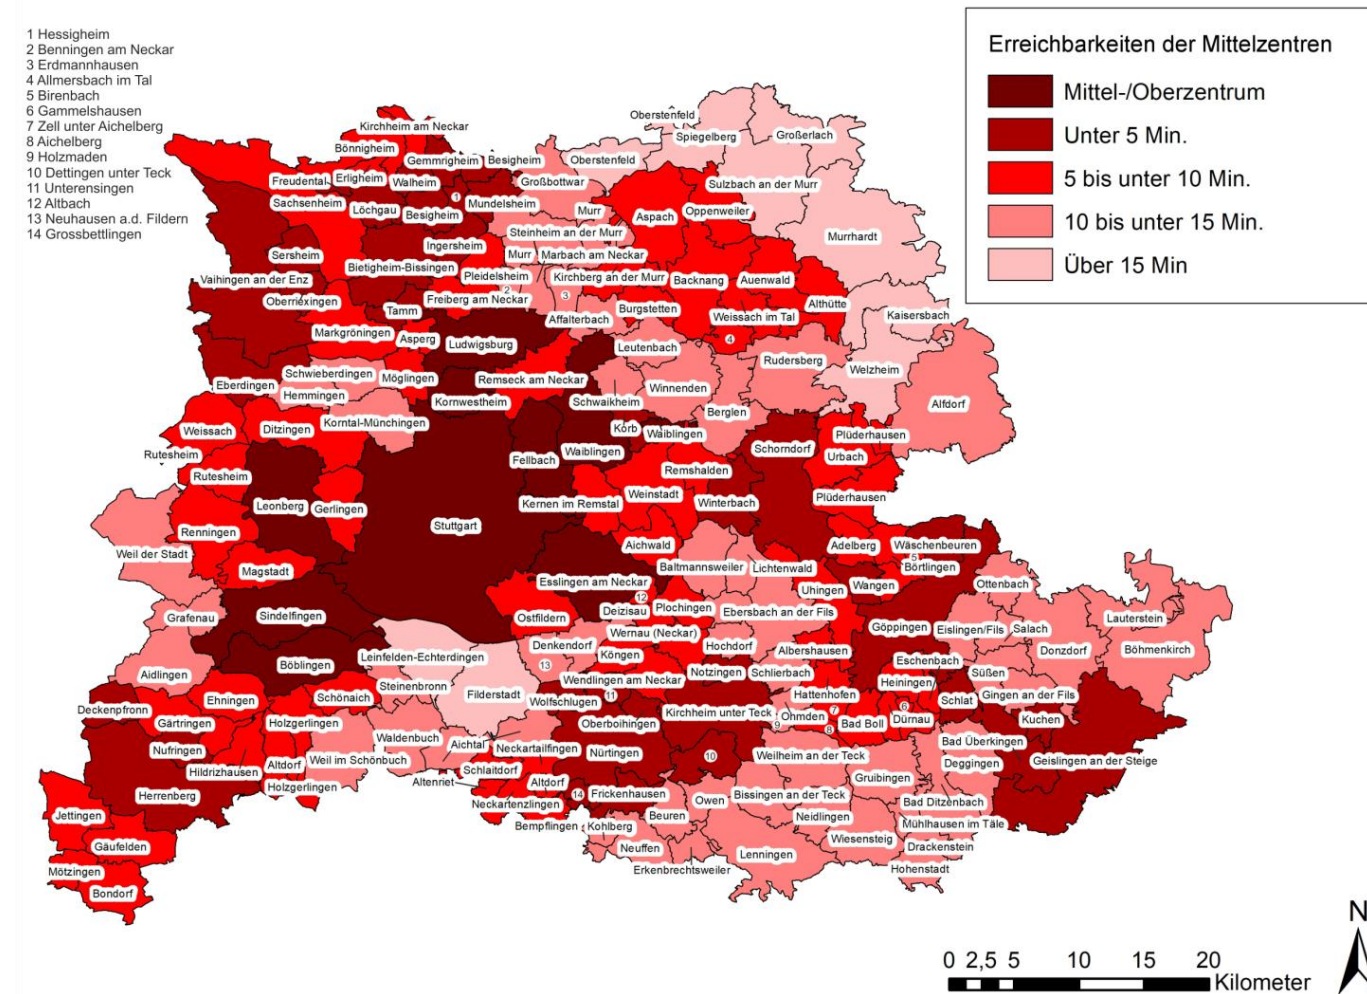 1 Hessigheim
2 Benningen am Neckar
3 Erdmannhausen
4 Allmersbach im Tal
5 Birenbach
6 Gammelshausen
7 Zell unter Aichelberg
8 Aichelberg
9 Holzmaden
10 Dettingen unter Teck
11 Unterensingen
12 Altbach
13 Neuhausen a.d. Fildern
14 Grossbettlingen
Erreichbarkeiten der Mittelzentren
Mittel-/Oberzentrum
Unter 5 Min.
5 bis unter 10 Min.
10 bis unter 15 Min.
Über 15 Min
Kirchheim am Neckar
Bönnigheim
Gemmrigheim
Besigheim
Oberstenfeld
Spiegelberg
Großerlach
Oberstenfeld
Freudental
Erligheim
Walheim
Großbottwar
Sulzbach an der Murr
Sachsenheim
Löchgau
Besigheim
1
Mundelsheim
Murr
Aspach
Oppenweiler
Steinheim an der Murr
Murrhardt
Sersheim
Ingersheim
Murr
Marbach am Neckar
Bietigheim-Bissingen
Pleidelsheim
Kirchberg an der Murr
Backnang
Auenwald
Vaihingen an der Enz
2
3
Oberriexingen
Freiberg am Neckar
Althütte
Tamm
Affalterbach
Burgstetten
Weissach im Tal
Kaisersbach
Markgröningen
Asperg
Ludwigsburg
Leutenbach
4
Rudersberg
Schwieberdingen
Möglingen
Remseck am Neckar
Winnenden
Welzheim
Eberdingen
Hemmingen
Kornwestheim
Schwaikheim
Berglen
Alfdorf
Weissach
Ditzingen
Korntal-Münchingen
Korb
Waiblingen
Plüderhausen
Rutesheim
Fellbach
Waiblingen
Schorndorf
Urbach
Rutesheim
Remshalden
Leonberg
Gerlingen
Kernen im Remstal
Weinstadt
Winterbach
Plüderhausen
Stuttgart
Renningen
Aichwald
Adelberg
Wäschenbeuren
Weil der Stadt
5
Magstadt
Baltmannsweiler
Lichtenwald
Börtlingen
Esslingen am Neckar
Uhingen
Wangen
Ottenbach
12
Grafenau
Sindelfingen
Ostfildern
Deizisau
Plochingen
Ebersbach an der Fils
Lauterstein
Göppingen
Eislingen/Fils
Salach
Wernau (Neckar)
Denkendorf
Hochdorf
Albershausen
Donzdorf
Böhmenkirch
Böblingen
Leinfelden-Echterdingen
Köngen
Eschenbach
13
Aidlingen
Notzingen
Schlierbach
Süßen
Steinenbronn
Wendlingen am Neckar
Heiningen
Filderstadt
Hattenhofen
Gingen an der Fils
Ehningen
Schönaich
11
Wolfschlugen
Schlat
Deckenpfronn
6
7
Kirchheim unter Teck
Ohmden
Kuchen
Gärtringen
Holzgerlingen
Oberboihingen
9
8
Bad Boll
Dürnau
Waldenbuch
Aichtal
Neckartailfingen
Bad Überkingen
Nufringen
Nürtingen
10
Weilheim an der Teck
Geislingen an der Steige
Weil im Schönbuch
Deggingen
Hildrizhausen
Altdorf
Schlaitdorf
Gruibingen
Altenriet
Altdorf
Holzgerlingen
Herrenberg
14
Frickenhausen
Owen
Bissingen an der Teck
Bad Ditzenbach
Neckartenzlingen
Jettingen
Beuren
Neidlingen
Bempflingen
Kohlberg
Mühlhausen im Täle
Wiesensteig
Gäufelden
Neuffen
Drackenstein
Lenningen
Mötzingen
Erkenbrechtsweiler
Hohenstadt
Bondorf
N
0 2,5 5 10 15 20
Kilometer